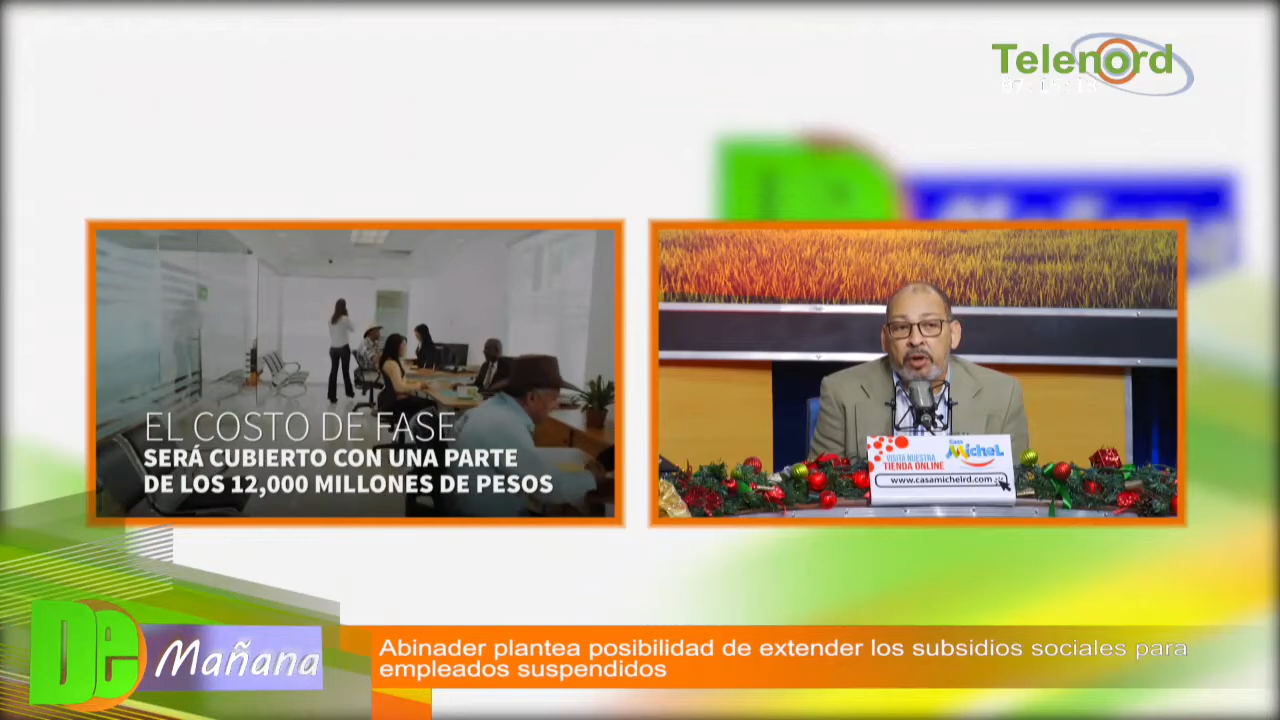 Telenord
EL COSTO DE FASE
SERÁ CUBIERTO CON UNA PARTE
DE LOS 12,000 MILLONES DE PESOS
VISITA NUESTRA
TIENDA ONLINE
Casa
Michel
www.casamichelrd.com
De
Mañana
Abinader plantea posibilidad de extender los subsidios sociales para
empleados suspendidos